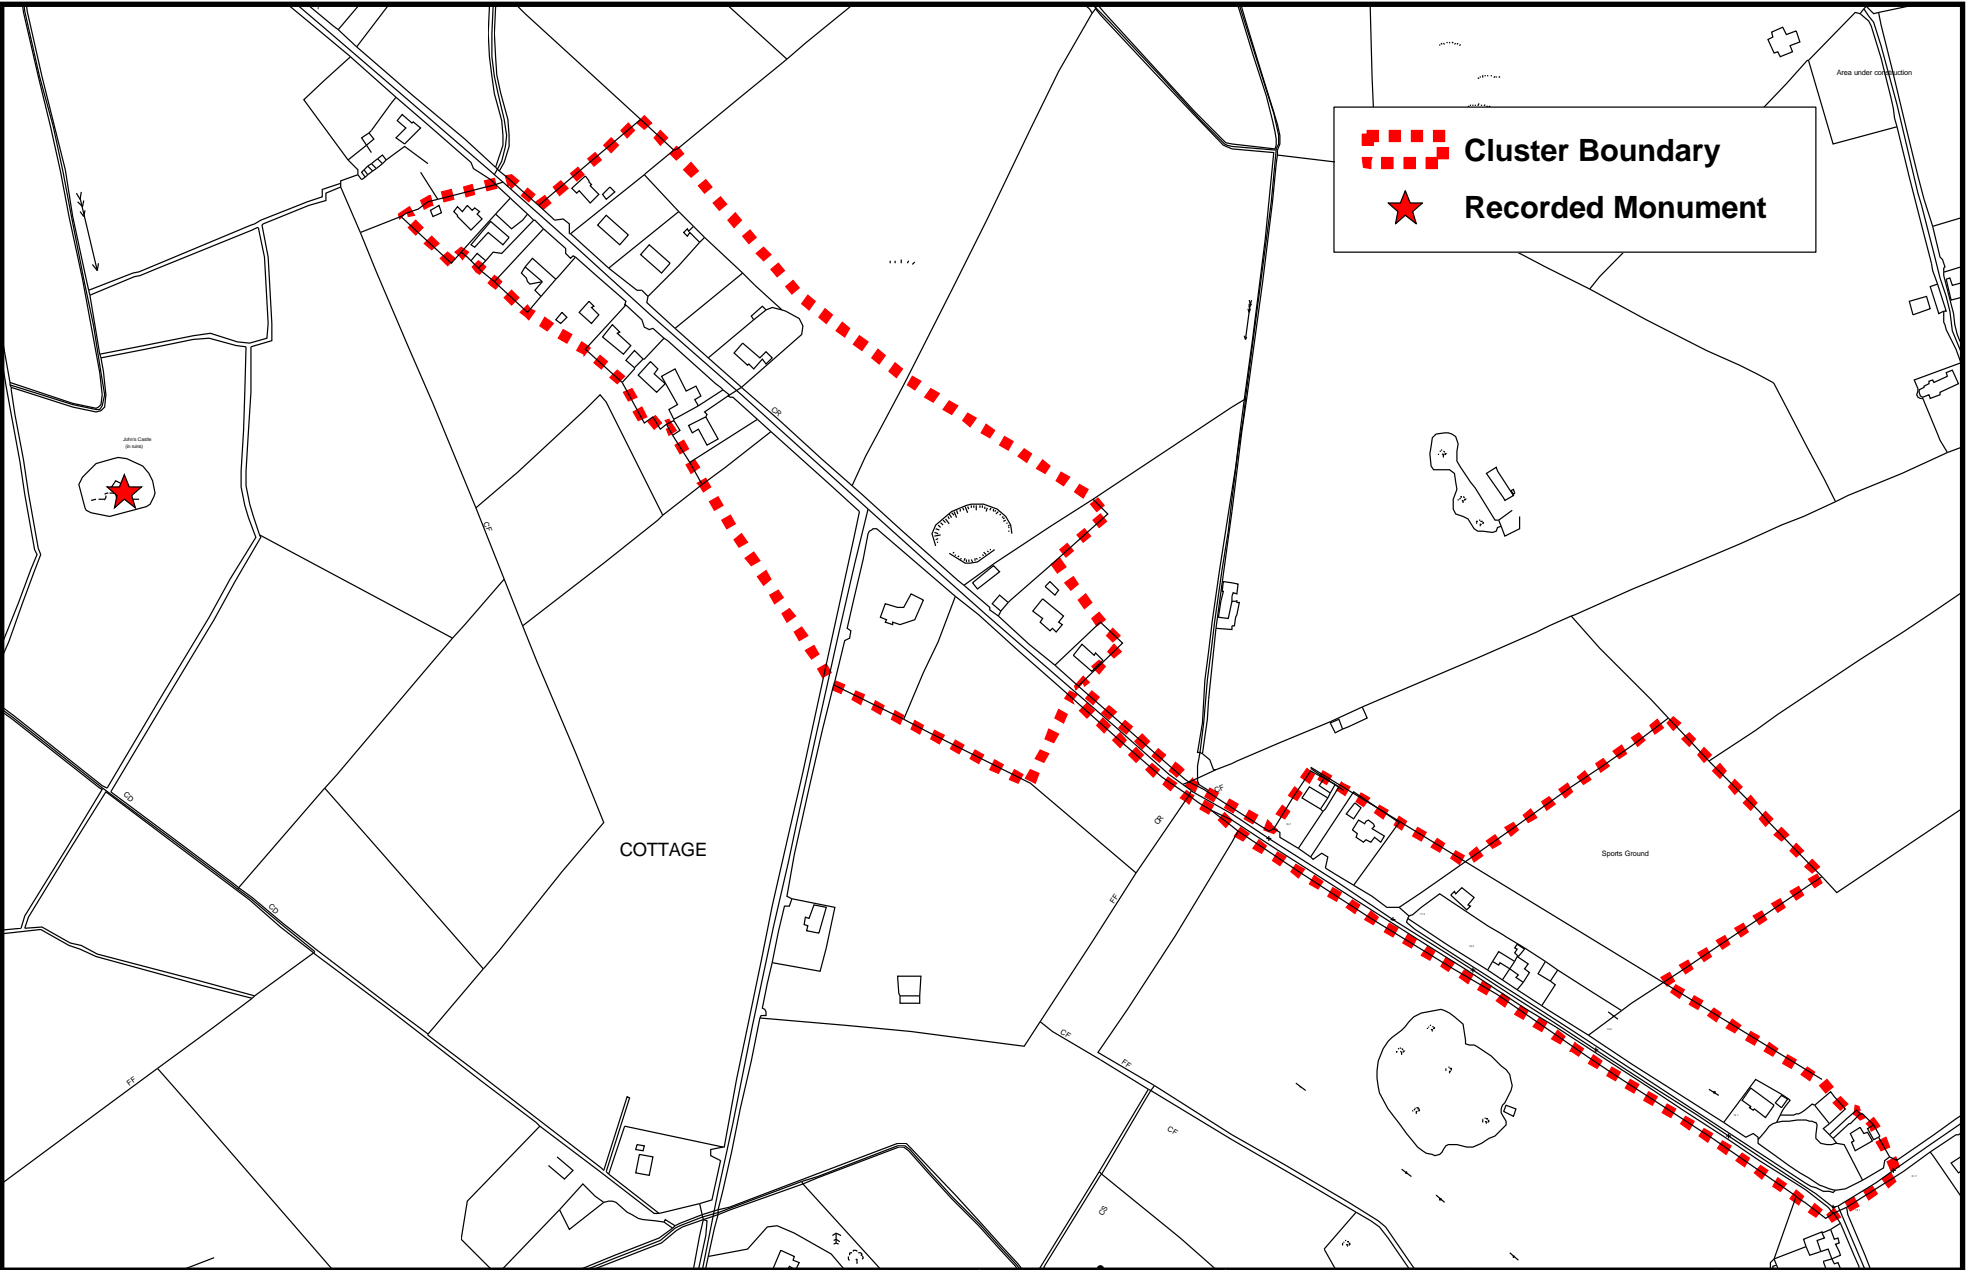 Area under construction
Cluster Boundary
Recorded Monument
CR
John's Castle
(in ruins)
CF
CF
CD
CR
COTTAGE
Sports Ground
FF
CD
CF
FF
FF
CF
CS